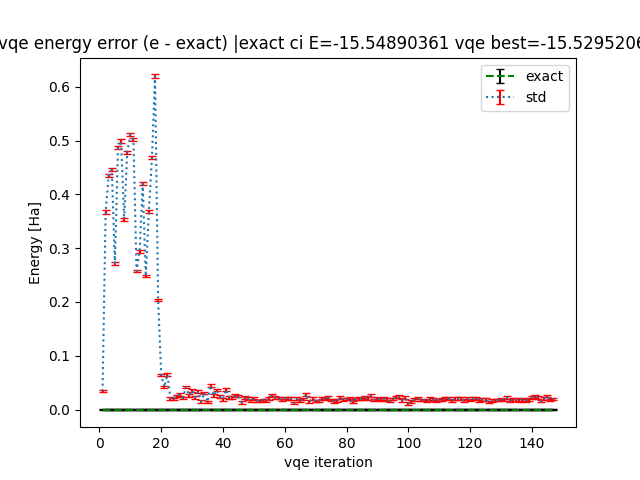 vqe energy error (e - exact) |exact ci E=-15.54890361 vqe best=-15.5295206
exact
std
Energy [Ha]
0.6
0.5
0.4
0.3
0.2
0.1
0.0
0 20 40 60 80 100 120 140
vqe iteration